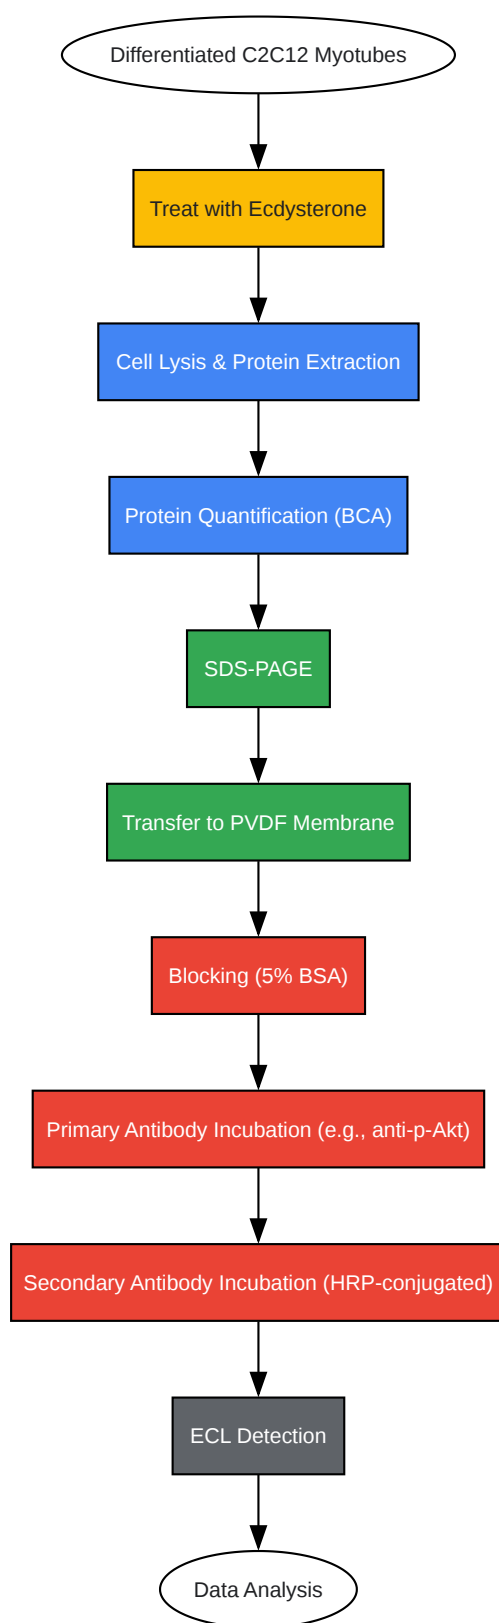 Differentiated C2C12 Myotubes
Treat with Ecdysterone
Cell Lysis & Protein Extraction
Protein Quantification (BCA)
SDS-PAGE
Transfer to PVDF Membrane
Blocking (5% BSA)
Primary Antibody Incubation (e.g., anti-p-Akt)
Secondary Antibody Incubation (HRP-conjugated)
ECL Detection
Data Analysis